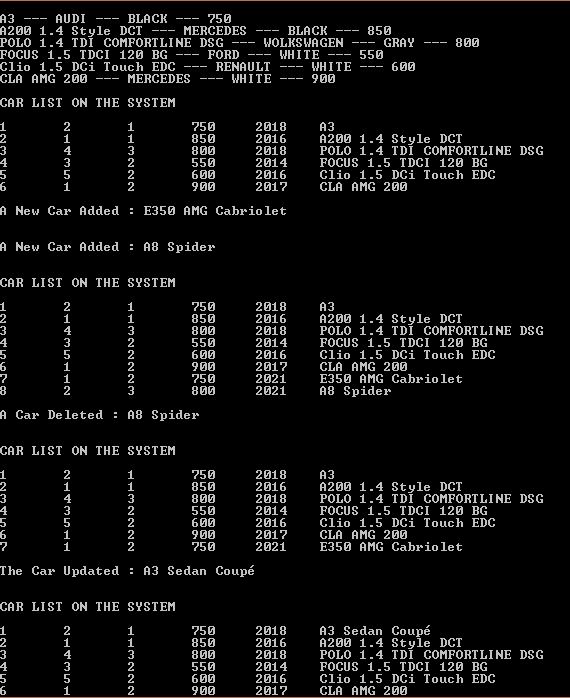 A3 --- AUDI --- BLACK --- 750
A200 1.4 Style DCT --- MERCEDES --- BLACK --- 850
POLO 1.4 TDI COMFORTLINE DSG --- WOLKSWAGEN --- GRAY --- 800
FOCUS 1.5 TDCI 120 BG --- FORD --- WHITE --- 550
Clio 1.5 DCi Touch EDC --- RENAULT --- WHITE --- 600
CLA AMG 200 --- MERCEDES --- WHITE --- 900
CAR LIST ON THE SYSTEM
1 2 1 750 2018 A3
2 1 1 850 2016 A200 1.4 Style DCT
3 4 3 800 2018 POLO 1.4 TDI COMFORTLINE DSG
4 3 2 550 2014 FOCUS 1.5 TDCI 120 BG
5 5 2 600 2016 Clio 1.5 DCi Touch EDC
6 1 2 900 2017 CLA AMG 200
A New Car Added : E350 AMG Cabriolet
A New Car Added : A8 Spider
CAR LIST ON THE SYSTEM
1 2 1 750 2018 A3
2 1 1 850 2016 A200 1.4 Style DCT
3 4 3 800 2018 POLO 1.4 TDI COMFORTLINE DSG
4 3 2 550 2014 FOCUS 1.5 TDCI 120 BG
5 5 2 600 2016 Clio 1.5 DCi Touch EDC
6 1 2 900 2017 CLA AMG 200
7 1 2 750 2021 E350 AMG Cabriolet
8 2 3 800 2021 A8 Spider
A Car Deleted : A8 Spider
CAR LIST ON THE SYSTEM
1 2 1 750 2018 A3
2 1 1 850 2016 A200 1.4 Style DCT
3 4 3 800 2018 POLO 1.4 TDI COMFORTLINE DSG
4 3 2 550 2014 FOCUS 1.5 TDCI 120 BG
5 5 2 600 2016 Clio 1.5 DCi Touch EDC
6 1 2 900 2017 CLA AMG 200
7 1 2 750 2021 E350 AMG Cabriolet
The Car Updated : A3 Sedan Coupé
CAR LIST ON THE SYSTEM
1 2 1 750 2018 A3 Sedan Coupé
2 1 1 850 2016 A200 1.4 Style DCT
3 4 3 800 2018 POLO 1.4 TDI COMFORTLINE DSG
4 3 2 550 2014 FOCUS 1.5 TDCI 120 BG
5 5 2 600 2016 Clio 1.5 DCi Touch EDC
6 1 2 900 2017 CLA AMG 200